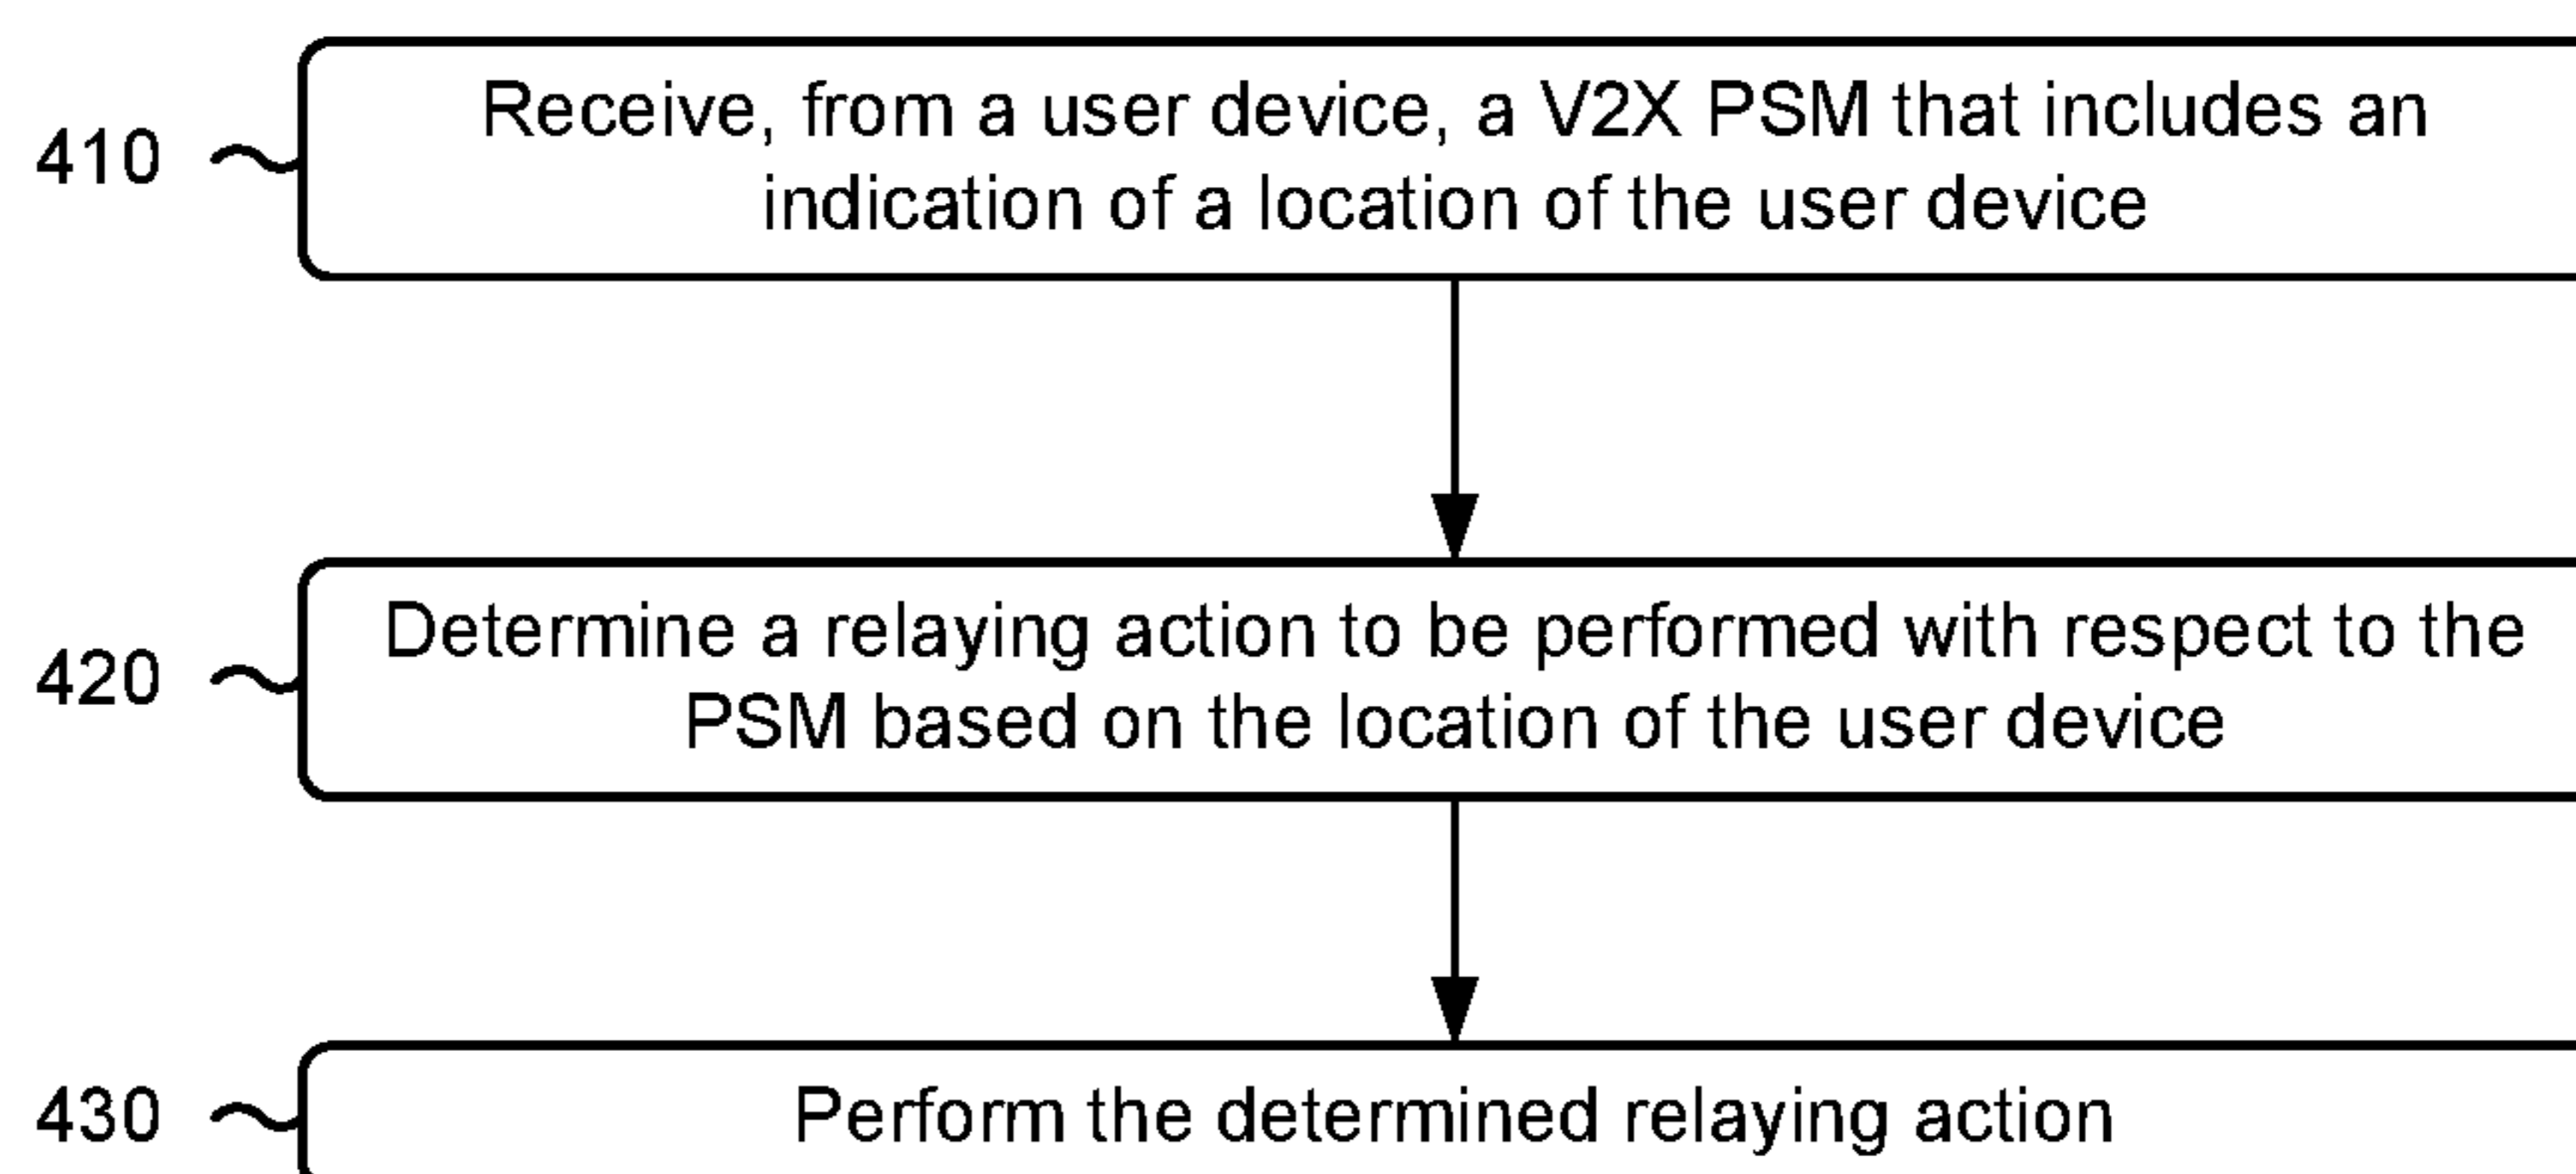 410
Receive, from a user device, a V2X PSM that includes an
indication of a location of the user device
420
Determine a relaying action to be performed with respect to the
PSM based on the location of the user device
430
Perform the determined relaying action